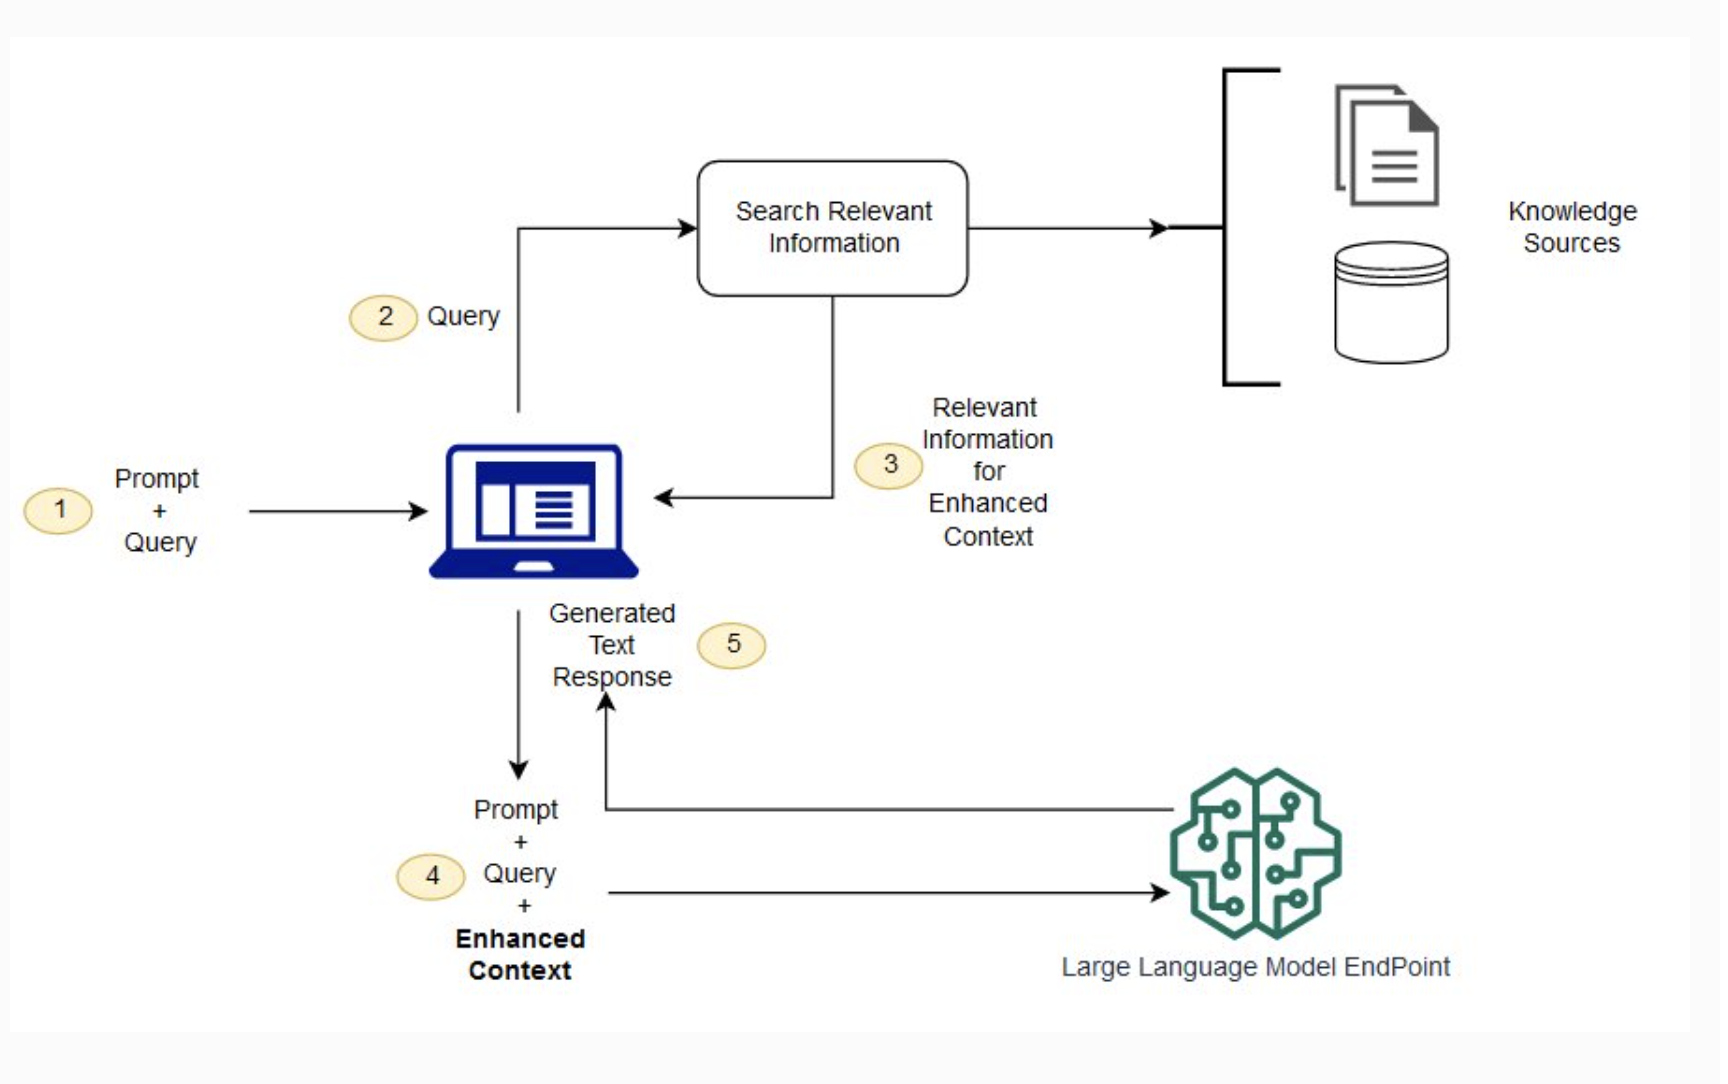 1
Prompt
+
Query
2
Query
Search Relevant
Information
Knowledge
Sources
3
Relevant
Information
for
Enhanced
Context
4
Prompt
+
Query
+
Enhanced
Context
Large Language Model EndPoint
5
Generated
Text
Response